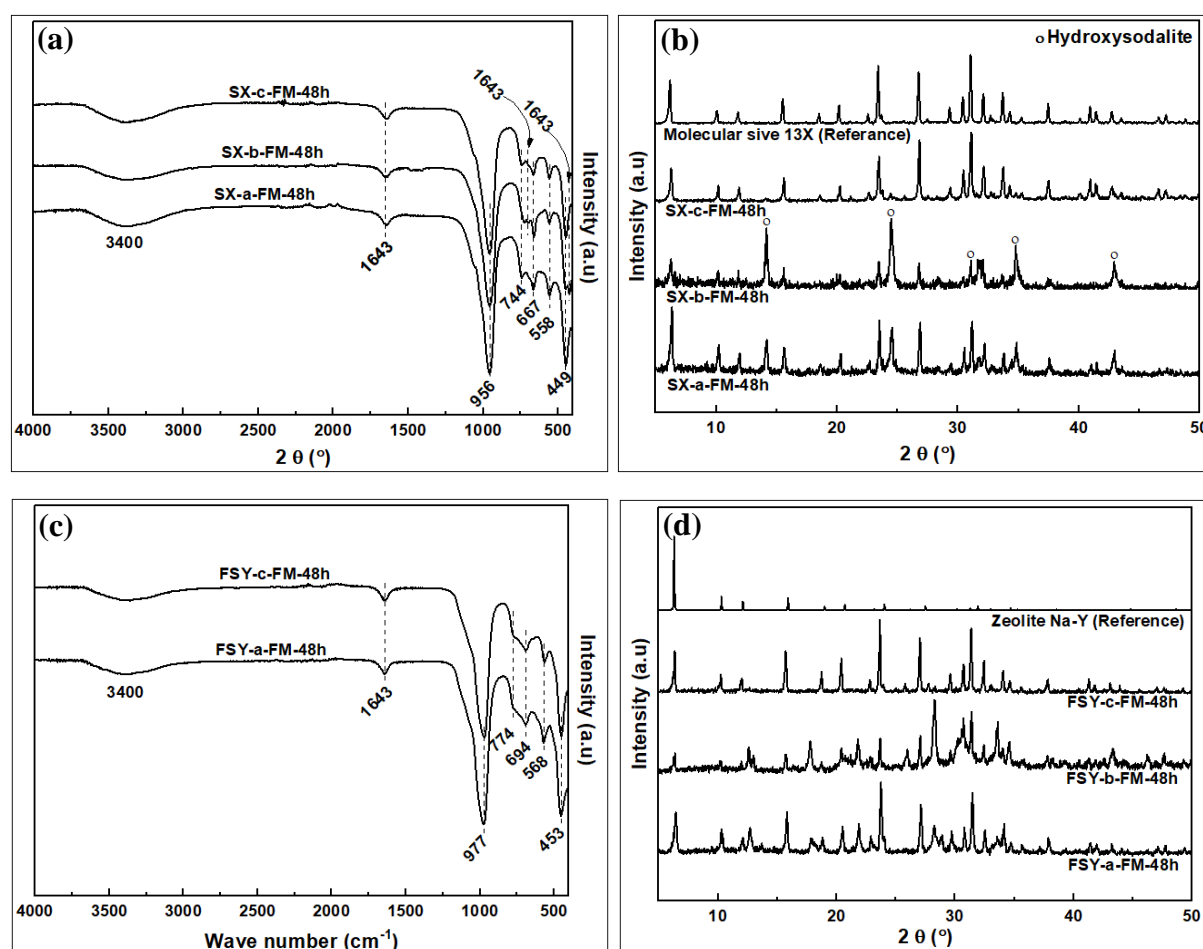 (a)
SX-c-FM-48h
SX-b-FM-48h
SX-a-FM-48h
3400
1643
1643
1643
956
744
667
558
449
4000 3500 3000 2500 2000 1500 1000 500
2 θ (°)
Intensity (a.u)
(b)
o Hydroxysodalite
Molecular sive 13X (Referance)
SX-c-FM-48h
o o o o o
SX-b-FM-48h
SX-a-FM-48h
10 20 30 40 50
2 θ (°)
Intensity (a.u)
(c)
FSY-c-FM-48h
FSY-a-FM-48h
3400
1643
977
774
694
568
453
4000 3500 3000 2500 2000 1500 1000 500
Wave number (cm⁻¹)
Intensity (a.u)
(d)
Zeolite Na-Y (Reference)
FSY-c-FM-48h
FSY-b-FM-48h
FSY-a-FM-48h
10 20 30 40 50
2 θ (°)
Intensity (a.u)